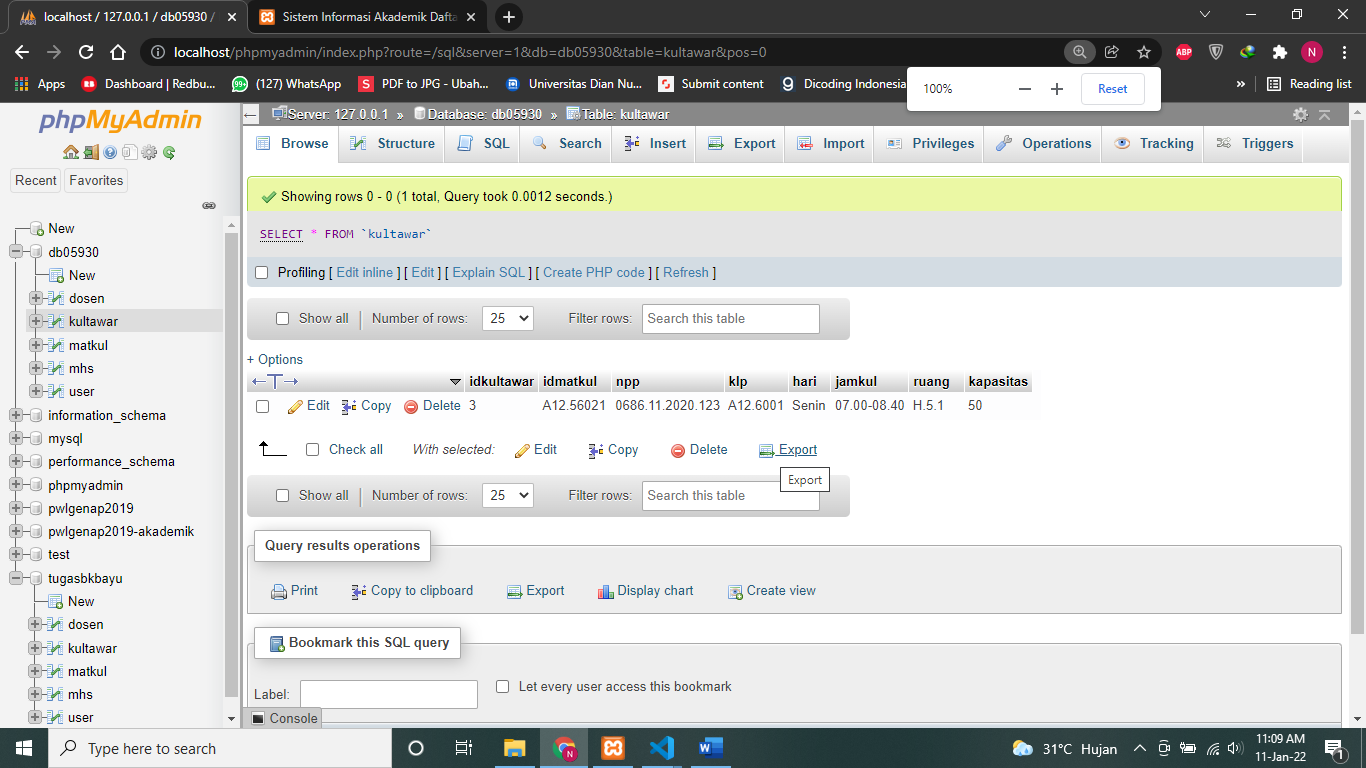 localhost / 127.0.0.1 / db05930 /
Sistem Informasi Akademik Dafta
localhost/phpmyadmin/index.php?route=/sql&server=1&db=db05930&table=kultawar&pos=0
ABP
N
Apps
Dashboard | Redbu...
99+ (127) WhatsApp
S PDF to JPG - Ubah...
Universitas Dian Nu...
Submit content
Dicoding Indonesia
»
Reading list
100%
Reset
phpMyAdmin
Recent
Favorites
New
db05930
New
dosen
kultawar
matkul
mhs
user
information_schema
mysql
performance_schema
phpmyadmin
pwlgenap2019
pwlgenap2019-akademik
test
tugasbkbayu
New
dosen
kultawar
matkul
mhs
user
Server: 127.0.0.1 » Database: db05930 » Table: kultawar
Browse Structure SQL Search Insert Export Import Privileges Operations Tracking Triggers
Showing rows 0 - 0 (1 total, Query took 0.0012 seconds.)
SELECT * FROM `kultawar`
Profiling [ Edit inline ] [ Edit ] [ Explain SQL ] [ Create PHP code ] [ Refresh ]
Show all | Number of rows: 25 Filter rows: Search this table
+ Options
←T→ idkultawar idmatkul npp klp hari jamkul ruang kapasitas
Edit Copy Delete 3 A12.56021 0686.11.2020.123 A12.6001 Senin 07.00-08.40 H.5.1 50
Check all With selected: Edit Copy Delete Export
Export
Show all | Number of rows: 25 Filter rows: Search this table
Query results operations
Print Copy to clipboard Export Display chart Create view
Bookmark this SQL query
Label: Let every user access this bookmark
Console
Type here to search
N
31°C Hujan
11:09 AM
11-Jan-22
1